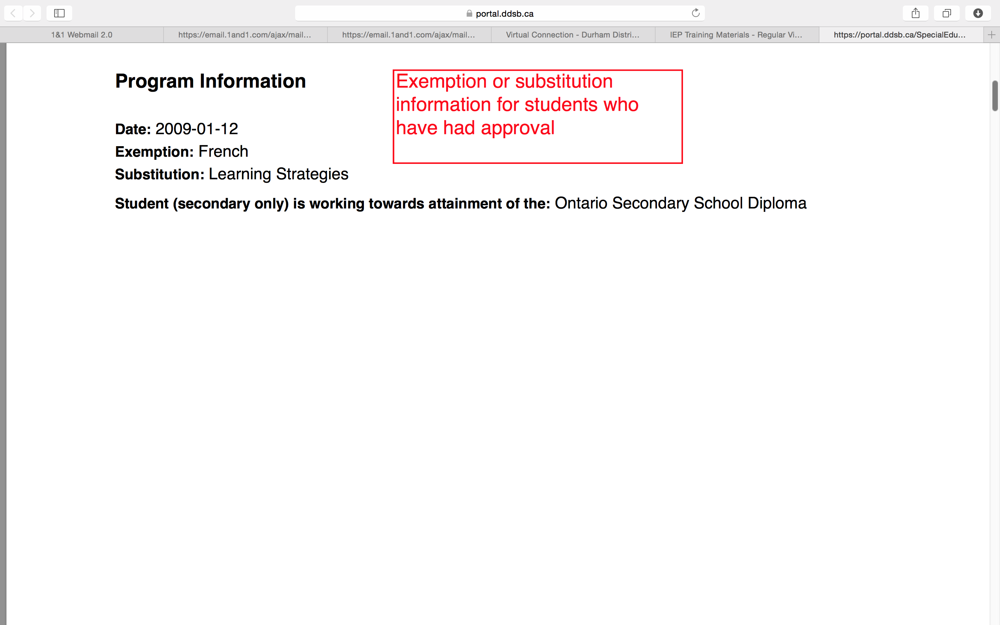 portal.ddsb.ca
1&1 Webmail 2.0
https://email.1and1.com/ajax/mail...
https://email.1and1.com/ajax/mail...
Virtual Connection - Durham Distri...
IEP Training Materials - Regular Vi...
https://portal.ddsb.ca/SpecialEdu...
Program Information
Exemption or substitution
information for students who
have had approval
Date: 2009-01-12
Exemption: French
Substitution: Learning Strategies
Student (secondary only) is working towards attainment of the: Ontario Secondary School Diploma